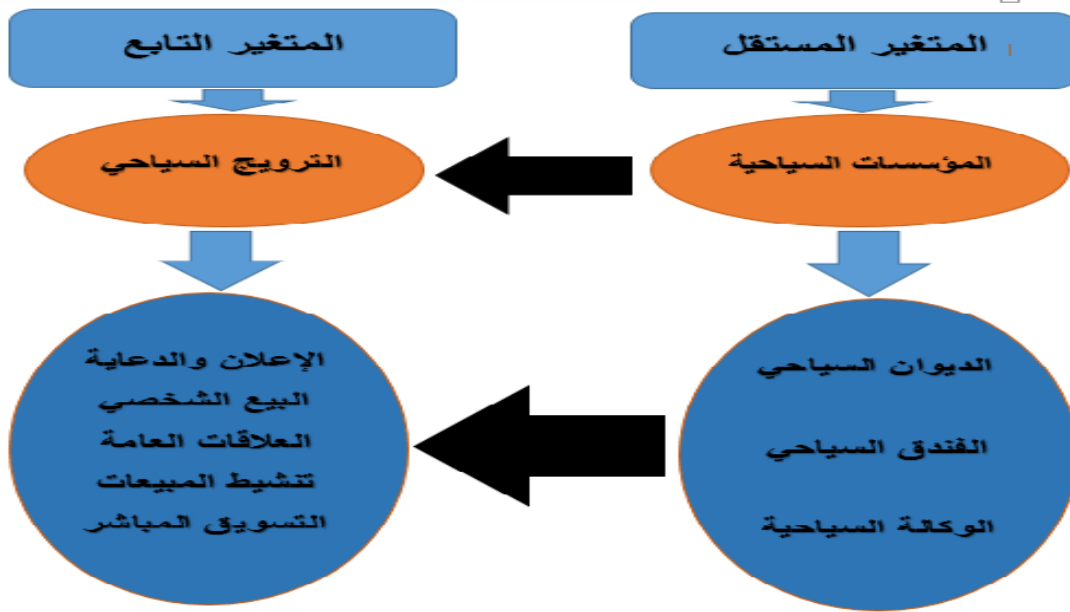 المتغير المستقل
المتغير التابع
المؤسسات السياحية
الترويج السياحي
الديوان السياحي
الفندق السياحي
الوكالة السياحية
الإعلان والدعاية
البيع الشخصي
العلاقات العامة
تنشيط المبيعات
التسويق المباشر